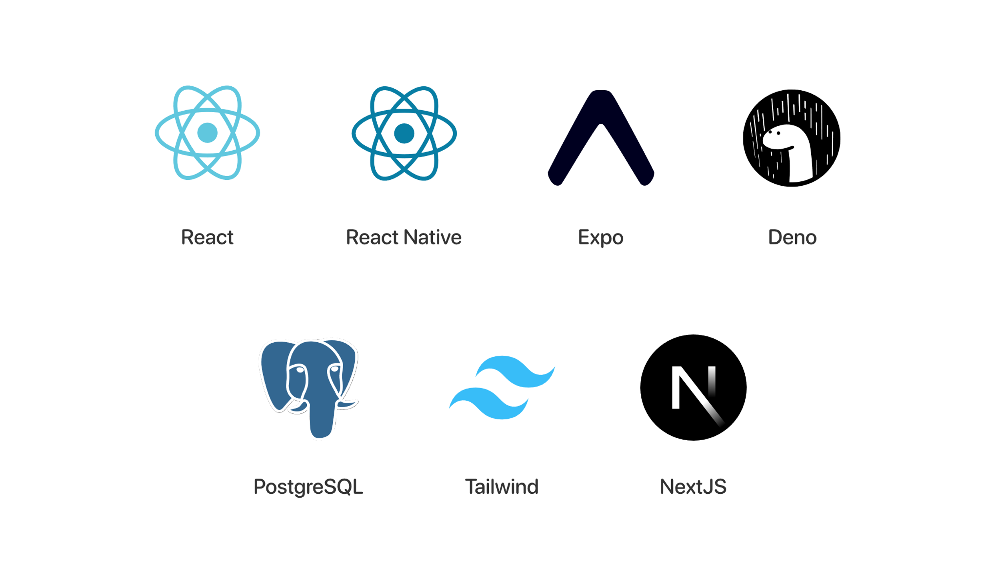 React
React Native
Expo
Deno
PostgreSQL
Tailwind
NextJS